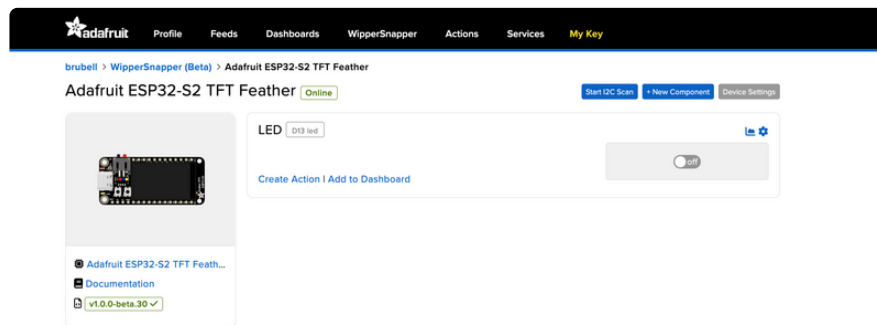 adafruit Profile Feeds Dashboards WipperSnapper Actions Services My Key
brubell > WipperSnapper (Beta) > Adafruit ESP32-S2 TFT Feather
Adafruit ESP32-S2 TFT Feather Online Start I2C Scan + New Component Device Settings
LED D13 led
off
Create Action | Add to Dashboard
Adafruit ESP32-S2 TFT Feath...
Documentation
v1.0.0-beta.30 ✓